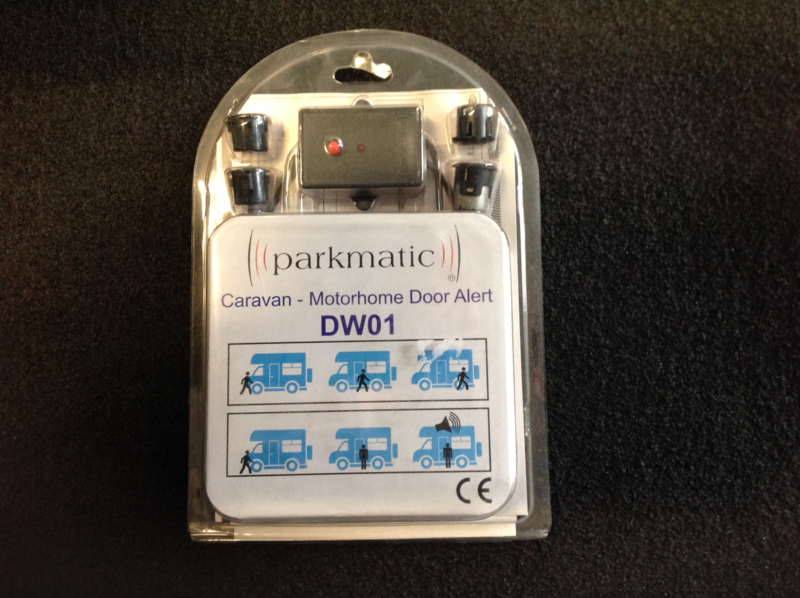 parkmatic
®
Caravan - Motorhome Door Alert
DW01
CE